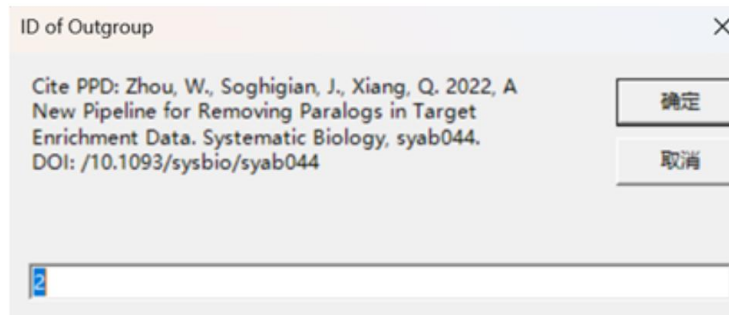 ID of Outgroup
Cite PPD: Zhou, W., Soghigian, J., Xiang, Q. 2022, A
New Pipeline for Removing Paralogs in Target
Enrichment Data. Systematic Biology, syab044.
DOI: /10.1093/sysbio/syab044
确定
取消
2